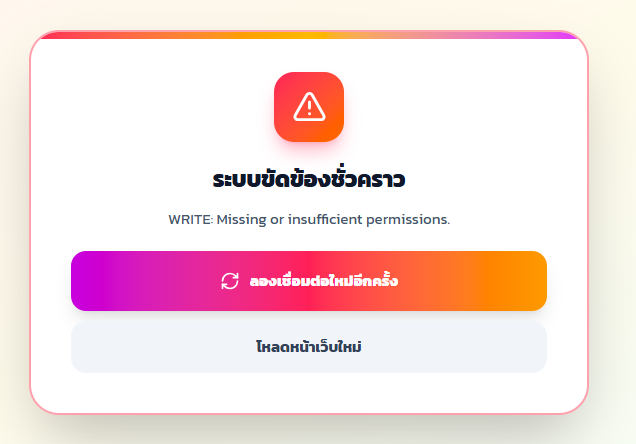 ระบบขัดข้องชั่วคราว
WRITE: Missing or insufficient permissions.
ลองเชื่อมต่อใหม่อีกครั้ง
โหลดหน้าเว็บใหม่